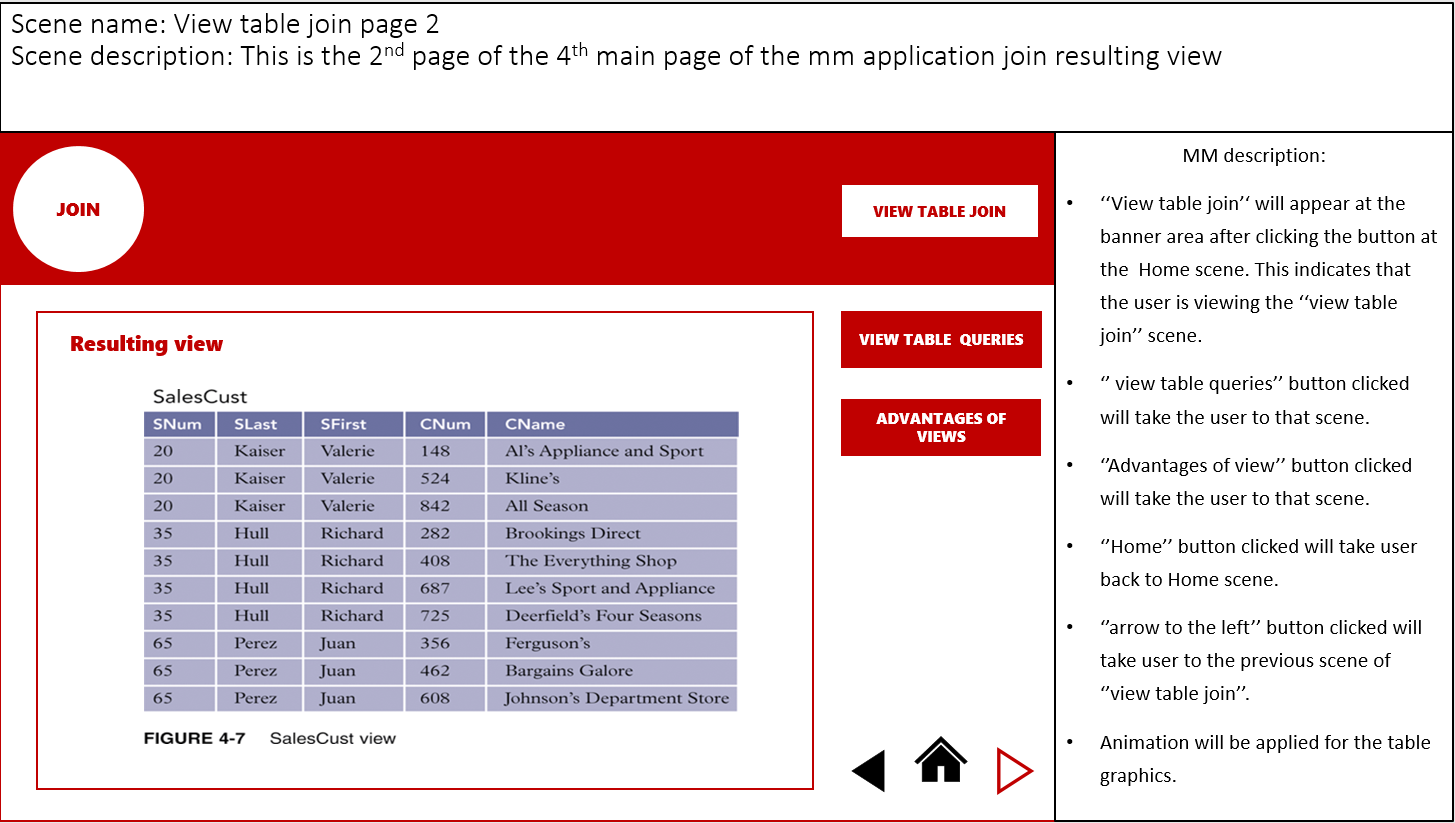 Scene name: View table join page 2
Scene description: This is the 2nd page of the 4th main page of the mm application join resulting view
JOIN
VIEW TABLE JOIN
Resulting view
SalesCust
SNum SLast SFirst CNum CName
20 Kaiser Valerie 148 Al's Appliance and Sport
20 Kaiser Valerie 524 Kline's
20 Kaiser Valerie 842 All Season
35 Hull Richard 282 Brookings Direct
35 Hull Richard 408 The Everything Shop
35 Hull Richard 687 Lee's Sport and Appliance
35 Hull Richard 725 Deerfield's Four Seasons
65 Perez Juan 356 Ferguson's
65 Perez Juan 462 Bargains Galore
65 Perez Juan 608 Johnson's Department Store
FIGURE 4-7 SalesCust view
VIEW TABLE QUERIES
ADVANTAGES OF
VIEWS
MM description:
• ‘‘View table join’‘ will appear at the
banner area after clicking the button at
the Home scene. This indicates that
the user is viewing the ‘‘view table
join’’ scene.
• ‘’ view table queries’’ button clicked
will take the user to that scene.
• ‘’Advantages of view’’ button clicked
will take the user to that scene.
• ‘’Home’’ button clicked will take user
back to Home scene.
• ‘’arrow to the left’’ button clicked will
take user to the previous scene of
‘’view table join’’.
• Animation will be applied for the table
graphics.